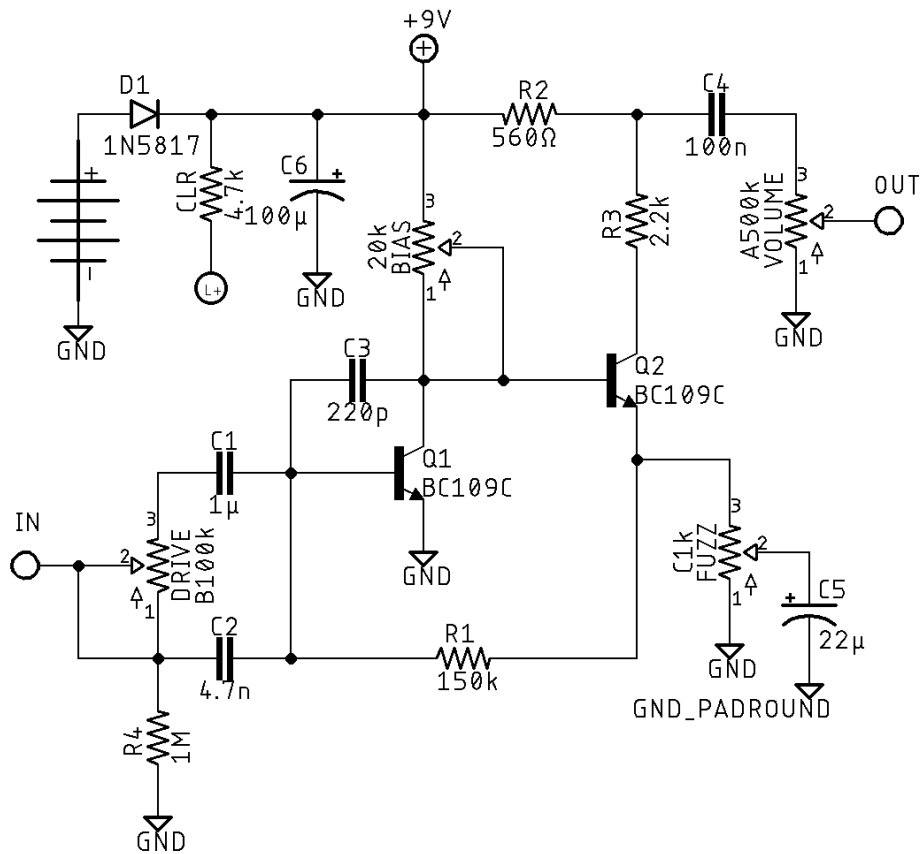 +9V
D1
1N5817
R2
560Ω
C4
100n
C6
100µ
+
CLR
4.7k
L+
+
-
GND
GND
20k
BIAS
3
2
1
R3
2.2k
A500k
VOLUME
3
2
1
OUT
GND
C3
220p
Q2
BC109C
C1
1µ
Q1
BC109C
GND
IN
DRIVE
B100k
3
2
1
C2
4.7n
R1
150k
C1k
FUZZ
3
2
1
GND
+
C5
22µ
GND_PADROUND
R4
1M
GND